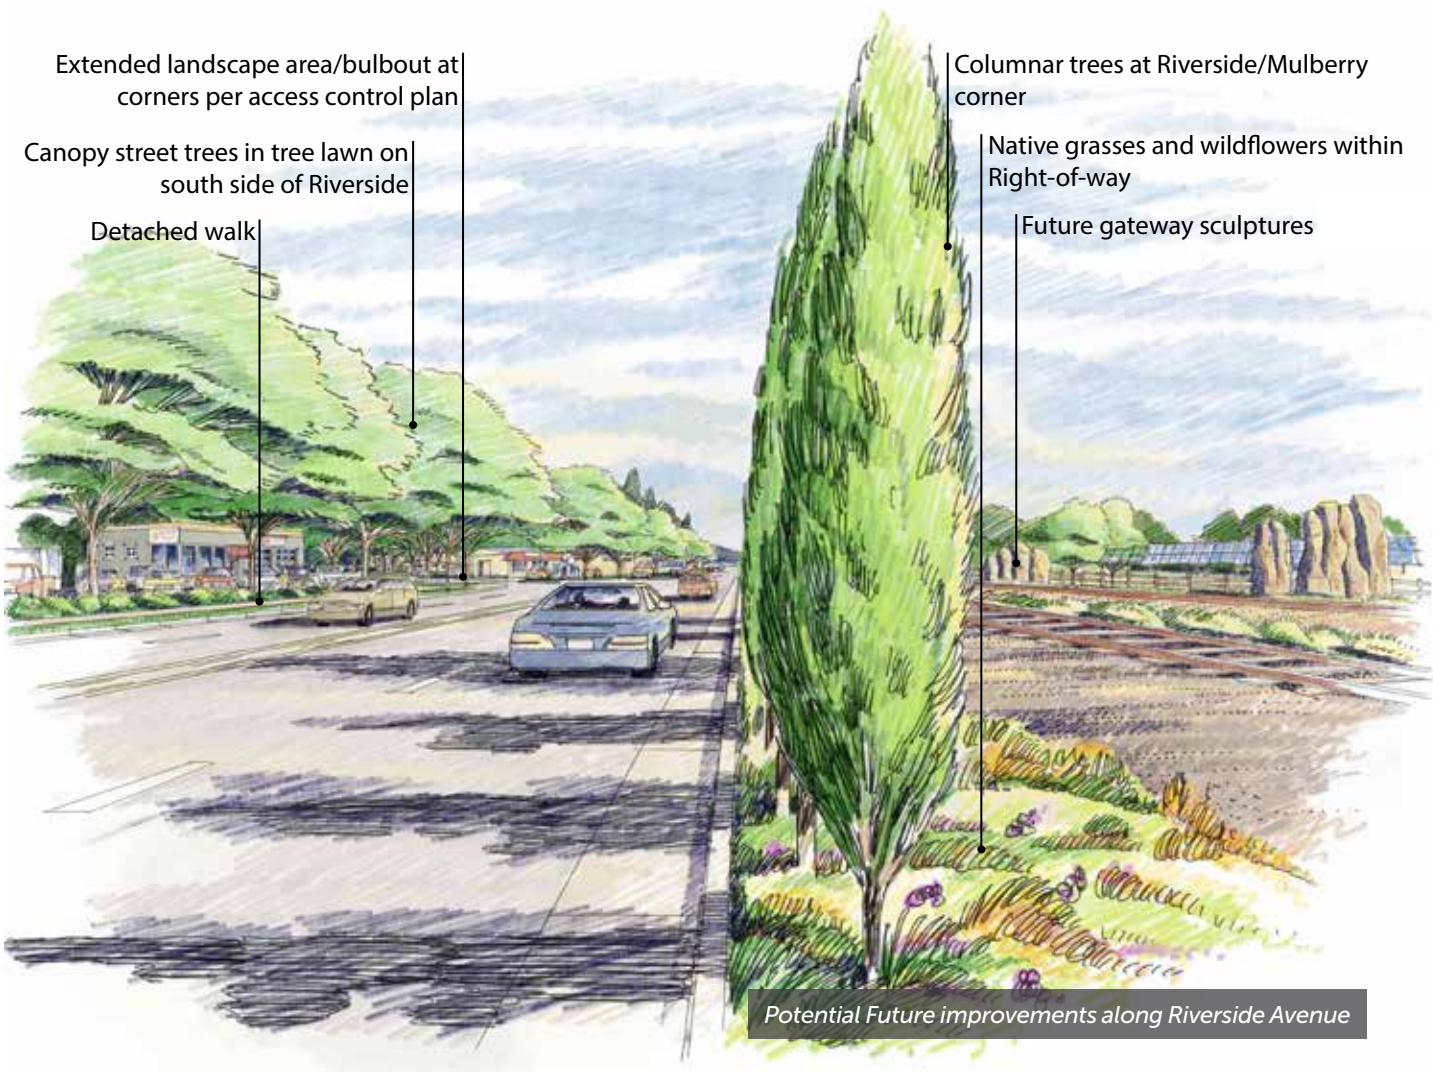 Extended landscape area/bulbout at
corners per access control plan
Canopy street trees in tree lawn on
south side of Riverside
Detached walk
Columnar trees at Riverside/Mulberry
corner
Native grasses and wildflowers within
Right-of-way
Future gateway sculptures
Potential Future improvements along Riverside Avenue